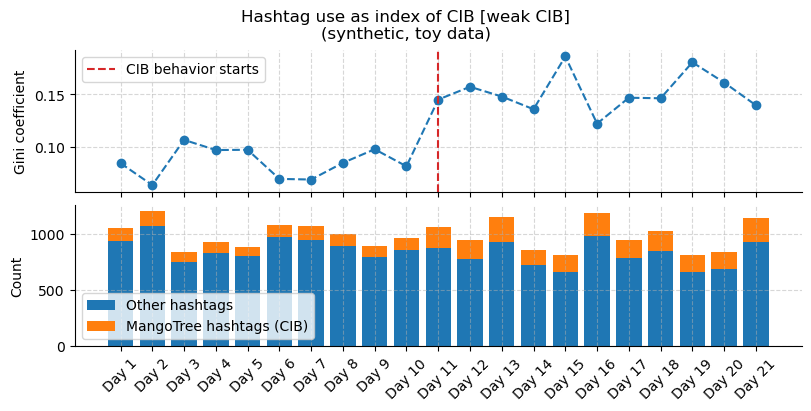 Hashtag use as index of CIB [weak CIB]
(synthetic, toy data)
CIB behavior starts
Gini coefficient
0.15
0.10
Count
1000
500
0
Other hashtags
MangoTree hashtags (CIB)
Day 1
Day 2
Day 3
Day 4
Day 5
Day 6
Day 7
Day 8
Day 9
Day 10
Day 11
Day 12
Day 13
Day 14
Day 15
Day 16
Day 17
Day 18
Day 19
Day 20
Day 21